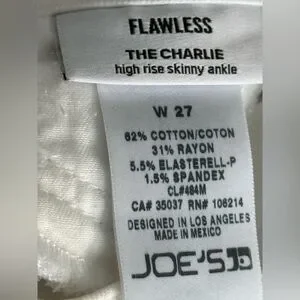 FLAWLESS
THE CHARLIE
high rise skinny ankle
W 27
62% COTTON/COTON
31% RAYON
5.5% ELASTERELL-P
1.5% SPANDEX
CL#484M
CA# 35037 RN# 106214
DESIGNED IN LOS ANGELES
MADE IN MEXICO
JOE'S